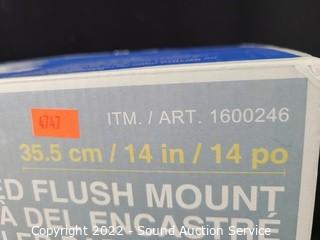 4747
ITM. / ART. 1600246
35.5 cm / 14 in / 14 po
ED FLUSH MOUNT
DEL ENCASTRÉ
Copyright 2022 - Sound Auction Service